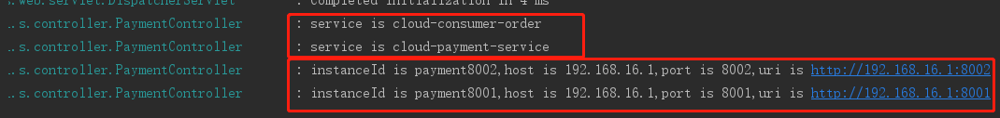 ..web.servlet.DispatcherServlet : Completed initialization in 4 ms
..s.controller.PaymentController : service is cloud-consumer-order
..s.controller.PaymentController : service is cloud-payment-service
..s.controller.PaymentController : instanceId is payment8002,host is 192.168.16.1,port is 8002,uri is http://192.168.16.1:8002
..s.controller.PaymentController : instanceId is payment8001,host is 192.168.16.1,port is 8001,uri is http://192.168.16.1:8001